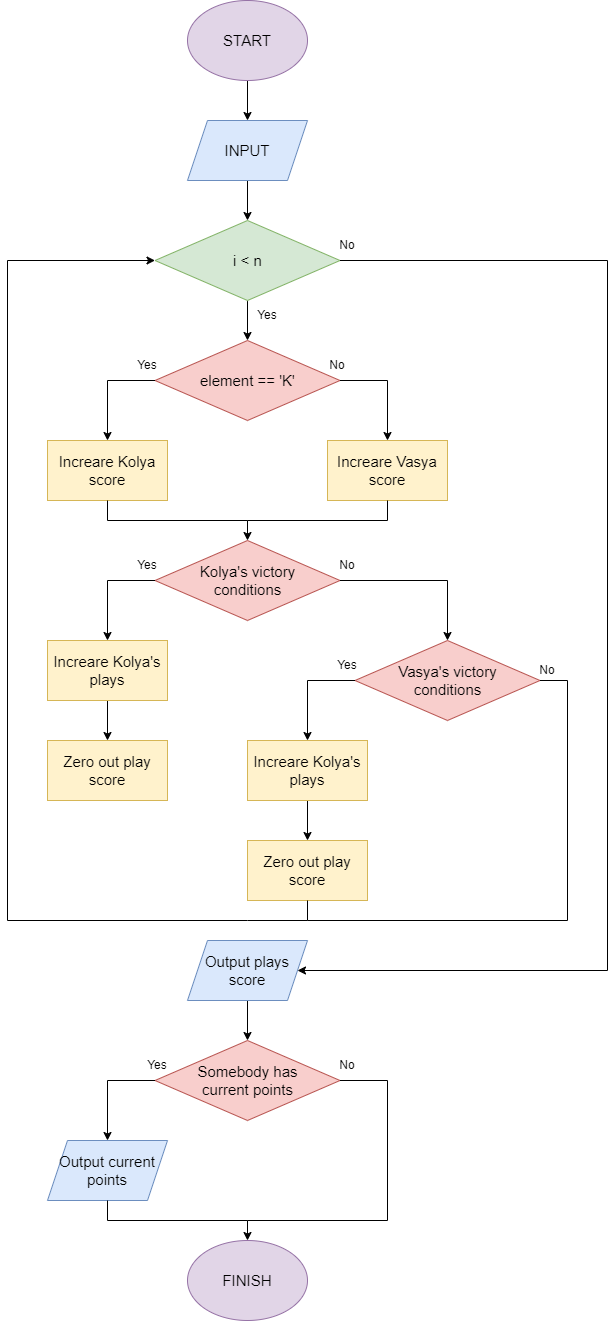 START
INPUT
i < n
No
Yes
element == 'K'
Yes
No
Increare Kolya
score
Increare Vasya
score
Kolya's victory
conditions
Yes
No
Increare Kolya's
plays
Vasya's victory
conditions
Yes
No
Zero out play
score
Increare Kolya's
plays
Zero out play
score
Output plays
score
Somebody has
current points
Yes
No
Output current
points
FINISH